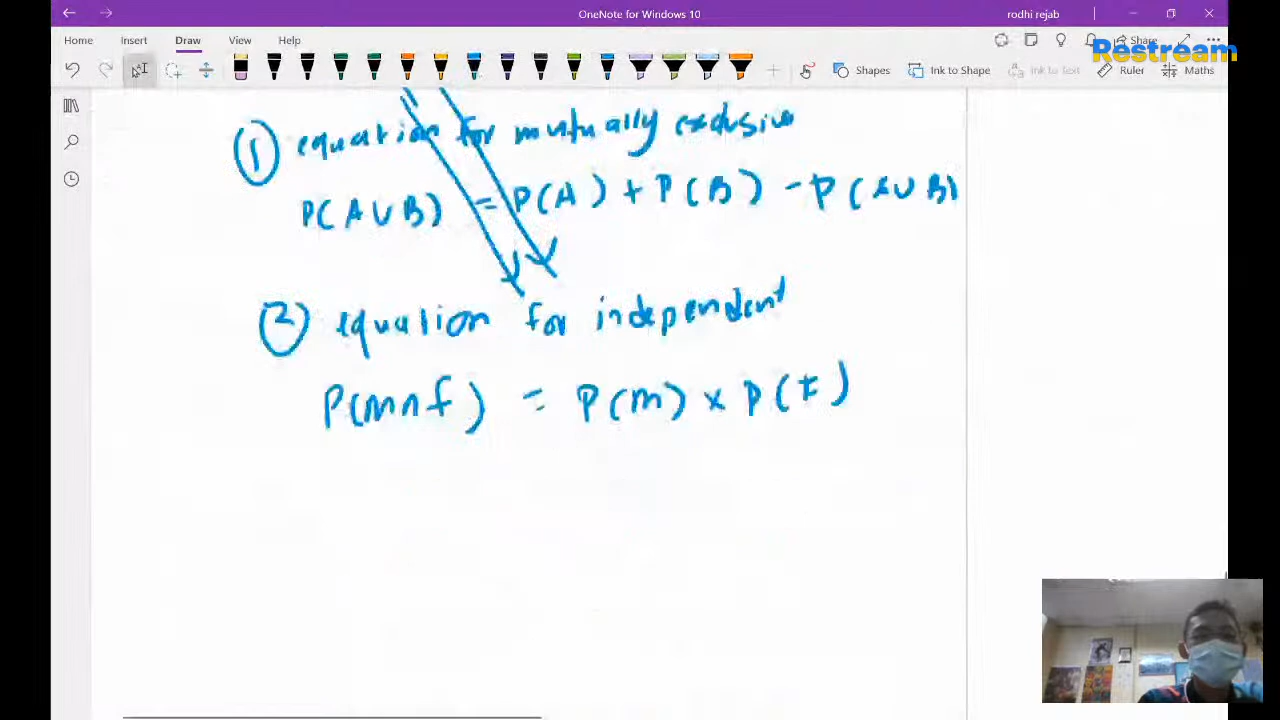 OneNote for Windows 10
rodhi rejab
Home Insert Draw View Help
Share
Restream
Shapes Ink to Shape Ink to Text Ruler Maths
① equation for mutually exclusive
P(A∪B) = P(A) + P(B) - P(A∪B)
② equation for independent
P(m∩f) = P(m) × P(f)